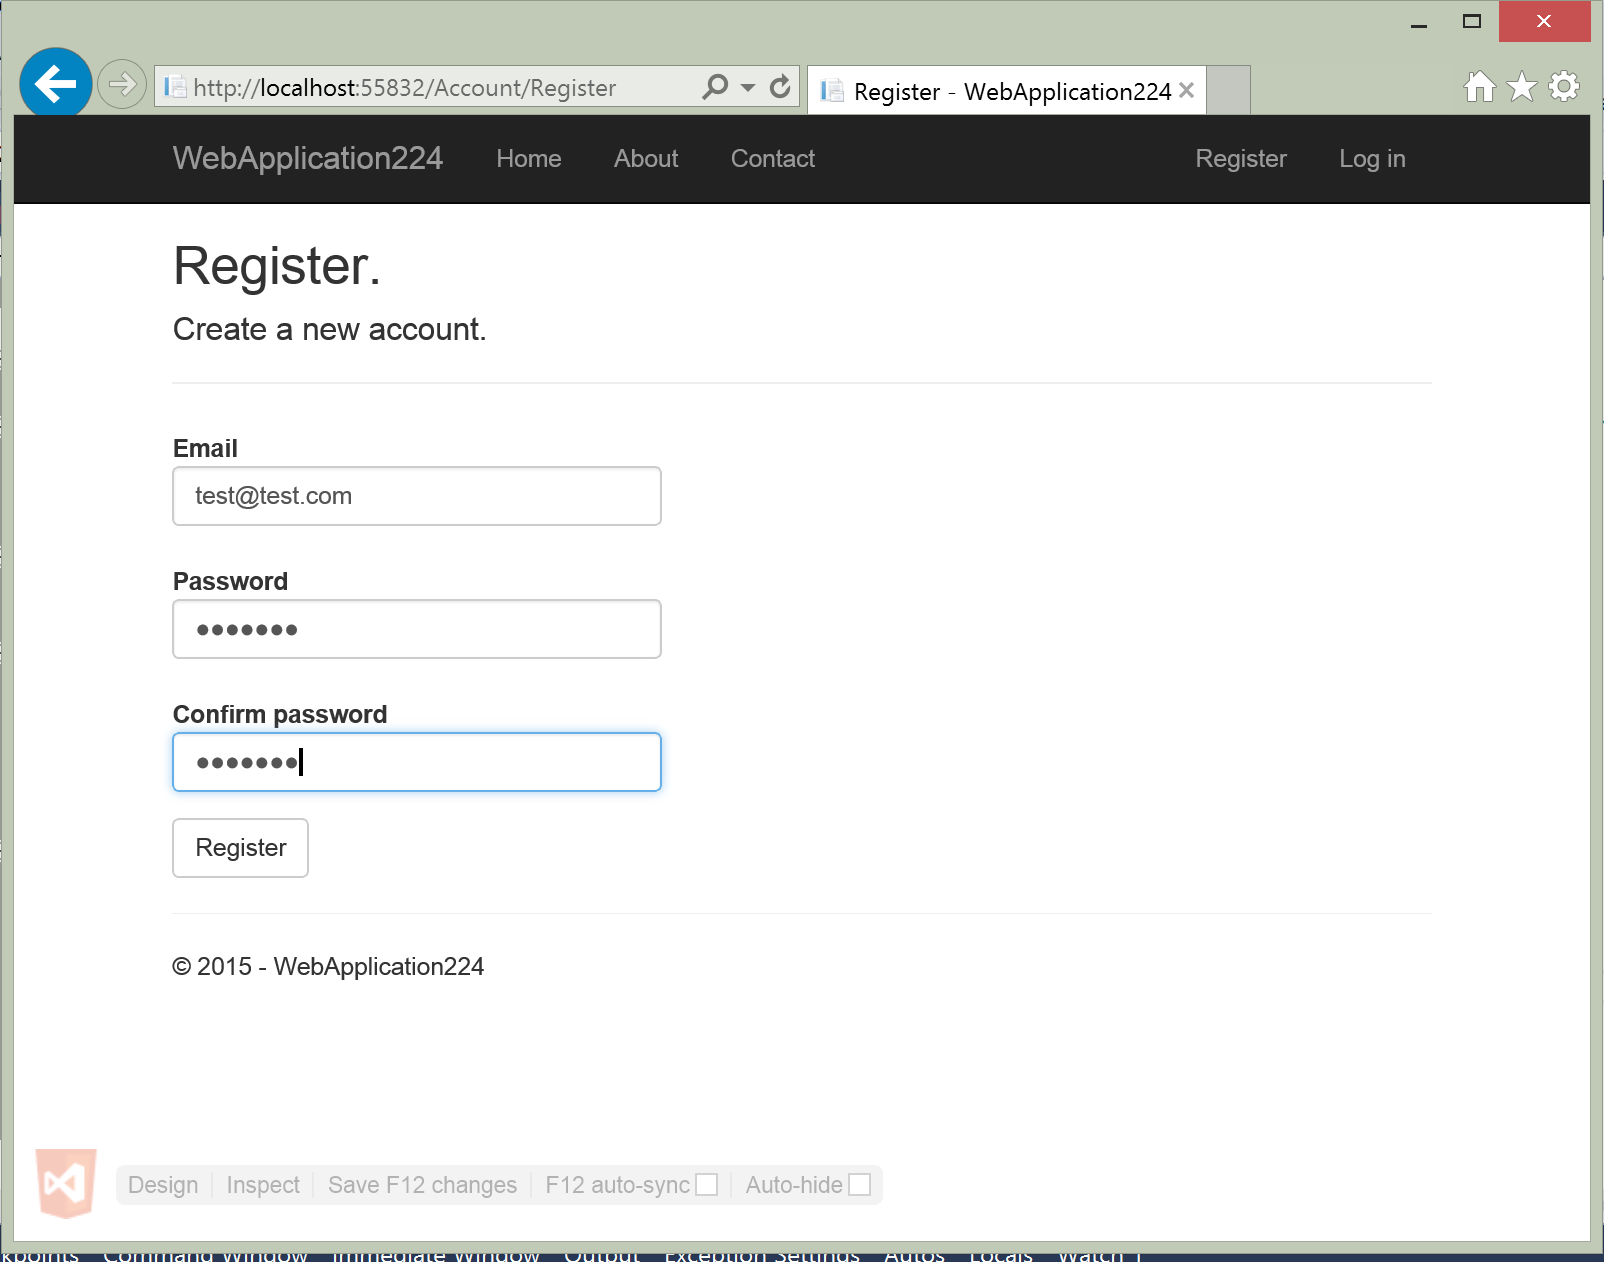 http://localhost:55832/Account/Register
Register - WebApplication224
WebApplication224 Home About Contact Register Log in
Register.
Create a new account.
Email
test@test.com
Password
•••••••
Confirm password
•••••••
Register
© 2015 - WebApplication224
Design Inspect Save F12 changes F12 auto-sync Auto-hide
kpoints Command Window Immediate Window Output Exception Settings Autos Locals Watch 1